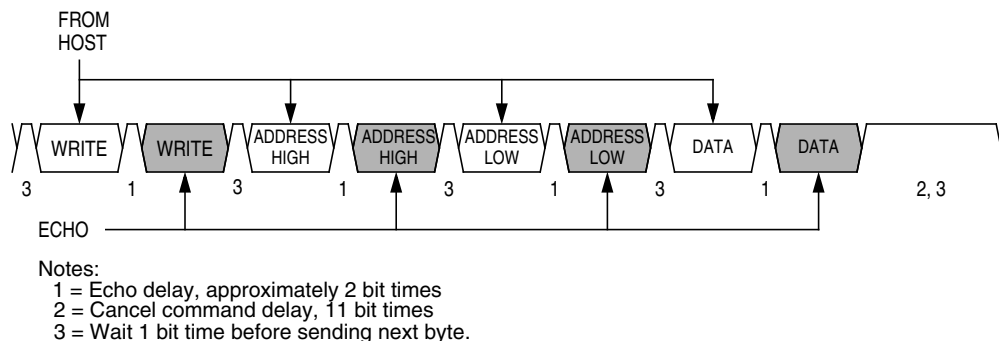 FROM
HOST
WRITE WRITE ADDRESS HIGH ADDRESS HIGH ADDRESS LOW ADDRESS LOW DATA DATA
3 1 3 1 3 1 3 1 2, 3
ECHO
Notes:
1 = Echo delay, approximately 2 bit times
2 = Cancel command delay, 11 bit times
3 = Wait 1 bit time before sending next byte.